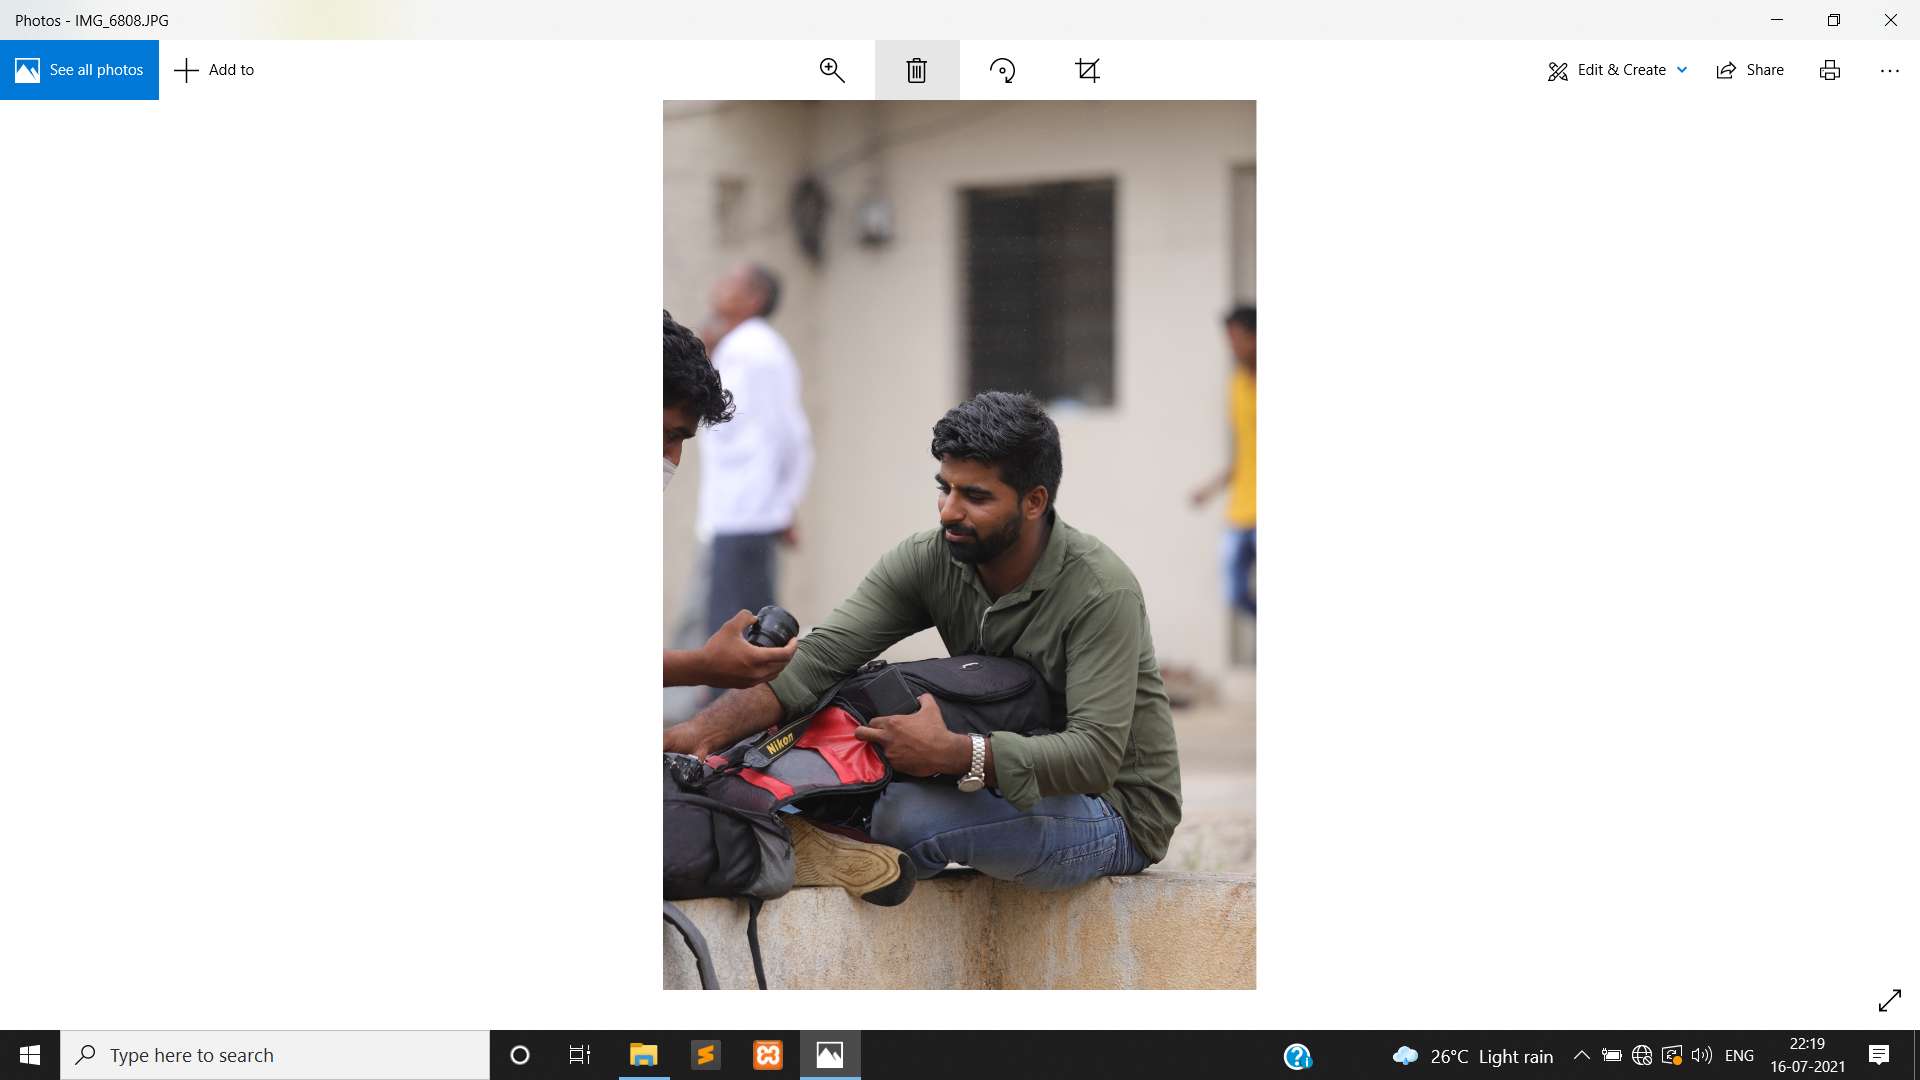 Photos - IMG_6808.JPG
See all photos
Add to
Edit & Create
Share
Nikon
Type here to search
26°C Light rain
ENG
22:19
16-07-2021